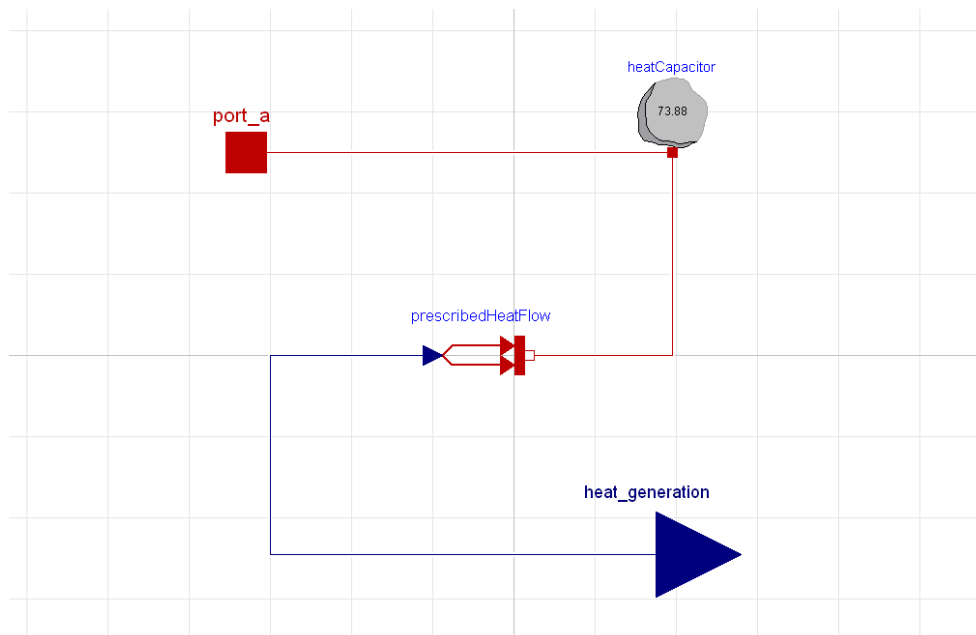 heatCapacitor
73.88
port_a
prescribedHeatFlow
heat_generation